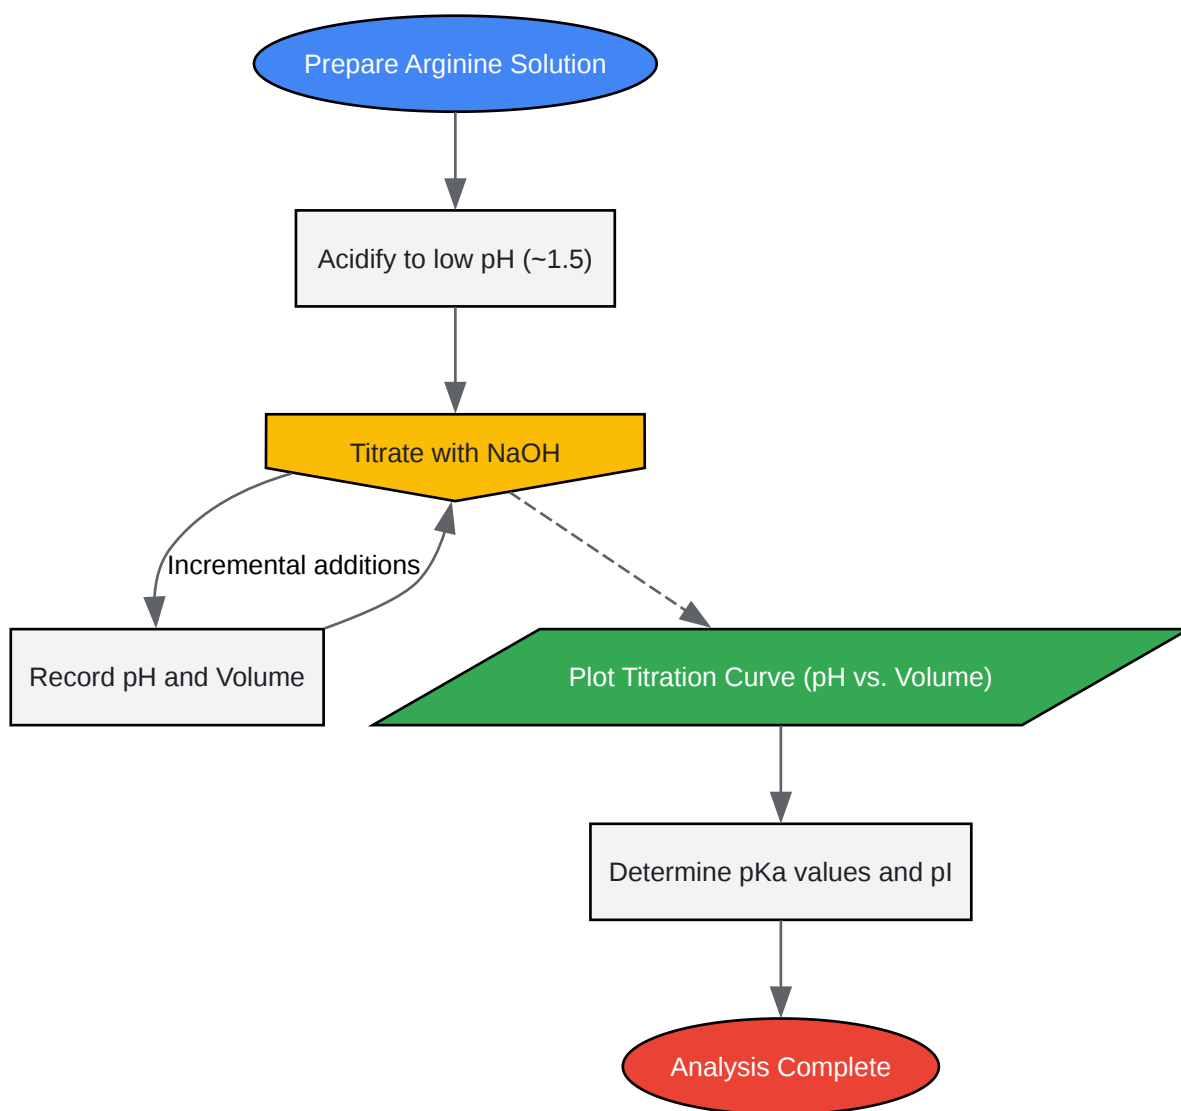 Prepare Arginine Solution
Acidify to low pH (~1.5)
Titrate with NaOH
Incremental additions
Record pH and Volume
Plot Titration Curve (pH vs. Volume)
Determine pKa values and pI
Analysis Complete